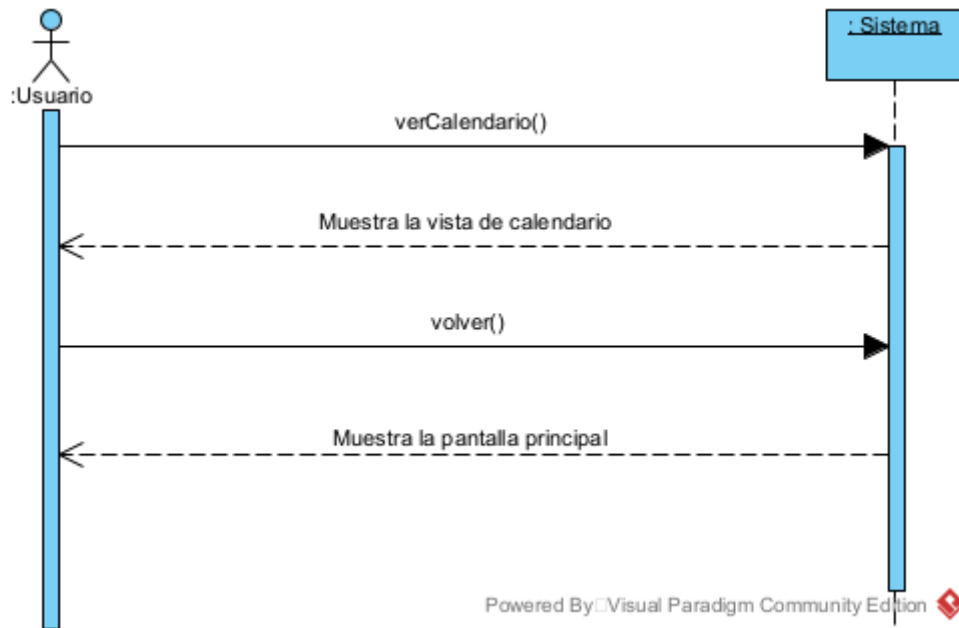 : Sistema
:Usuario
verCalendario()
Muestra la vista de calendario
volver()
Muestra la pantalla principal
Powered By Visual Paradigm Community Edition